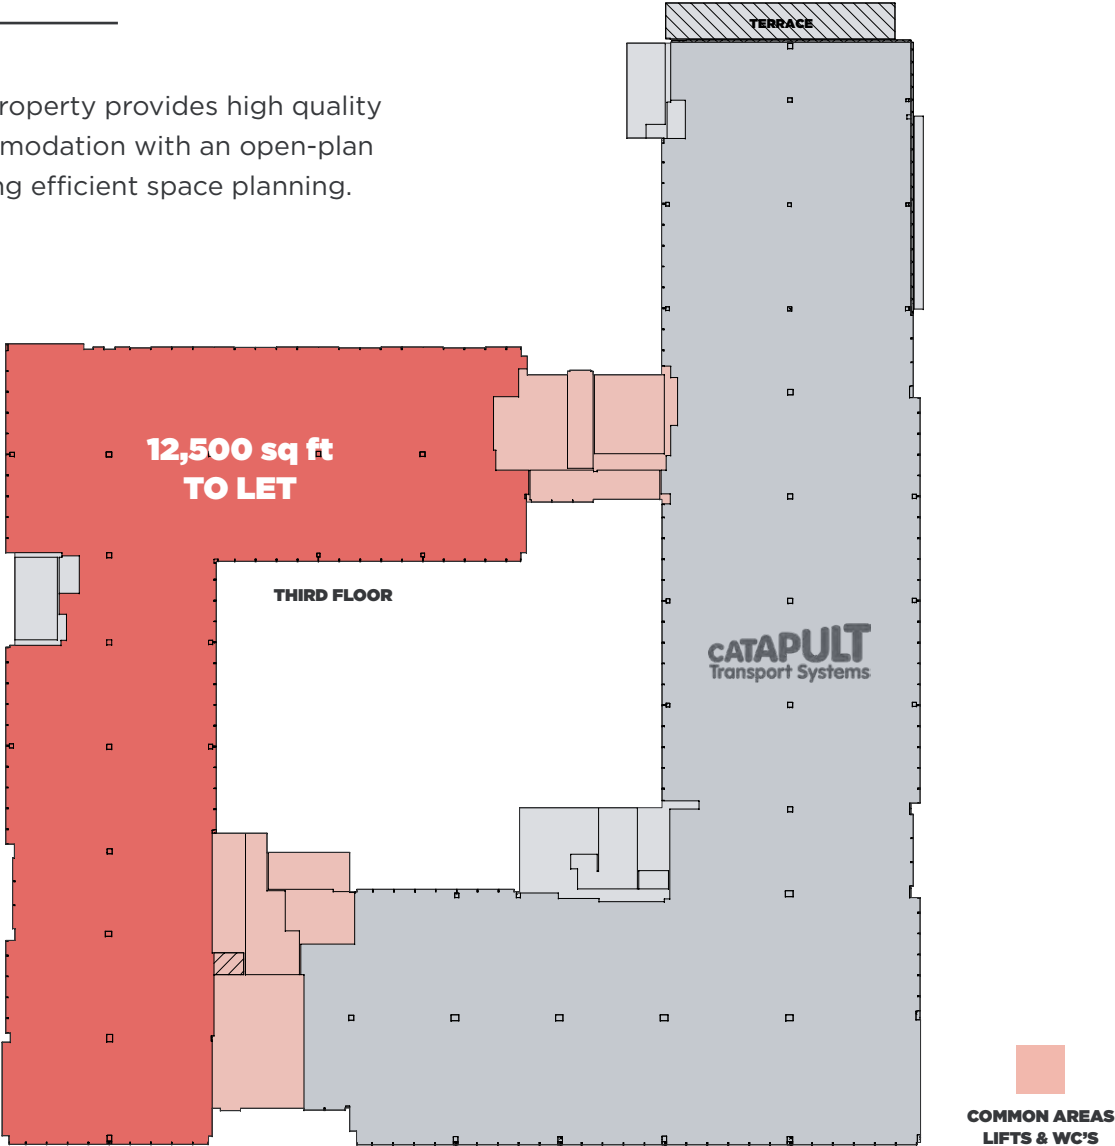 TERRACE
roperty provides high quality
modation with an open-plan
ng efficient space planning.
12,500 sq ft
TO LET
THIRD FLOOR
CATAPULT
Transport Systems
COMMON AREAS
LIFTS & WC'S